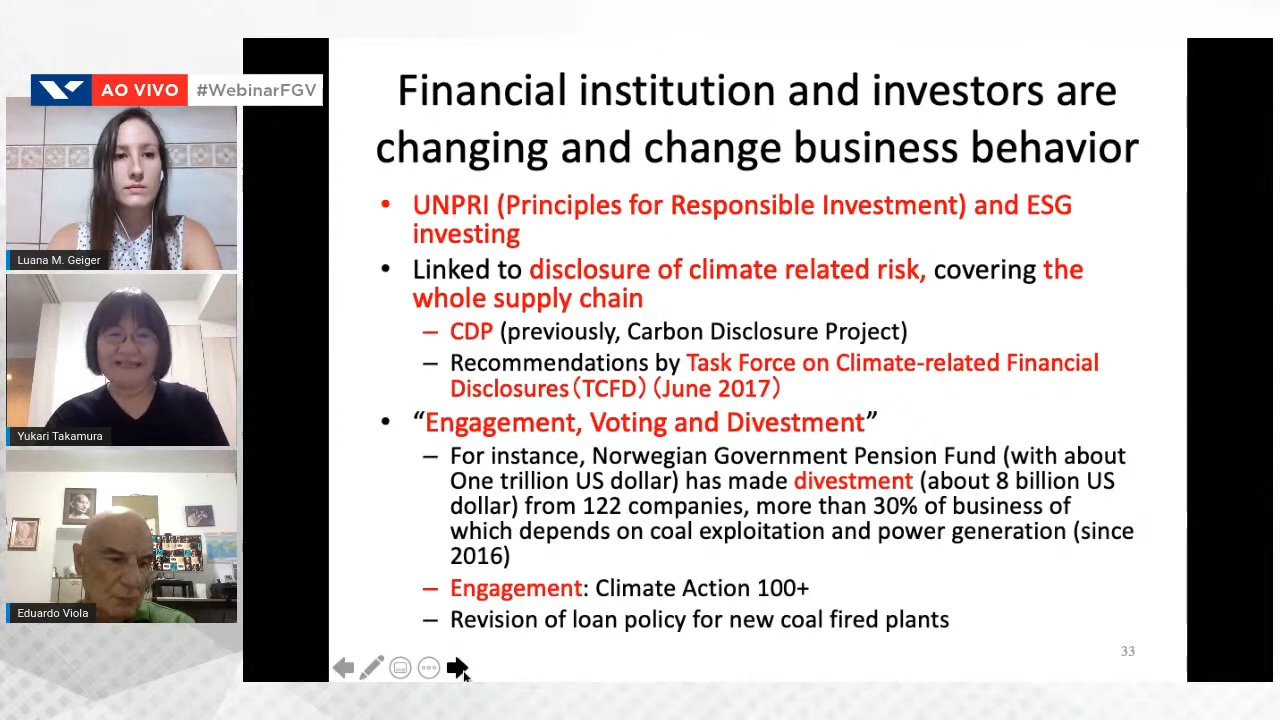 AO VIVO #WebinarFGV
Luana M. Geiger
Yukari Takamura
Eduardo Viola
Financial institution and investors are
changing and change business behavior
• UNPRI (Principles for Responsible Investment) and ESG
investing
• Linked to disclosure of climate related risk, covering the
whole supply chain
– CDP (previously, Carbon Disclosure Project)
– Recommendations by Task Force on Climate-related Financial
Disclosures（TCFD）（June 2017）
• “Engagement, Voting and Divestment”
– For instance, Norwegian Government Pension Fund (with about
One trillion US dollar) has made divestment (about 8 billion US
dollar) from 122 companies, more than 30% of business of
which depends on coal exploitation and power generation (since
2016)
– Engagement: Climate Action 100+
– Revision of loan policy for new coal fired plants
33